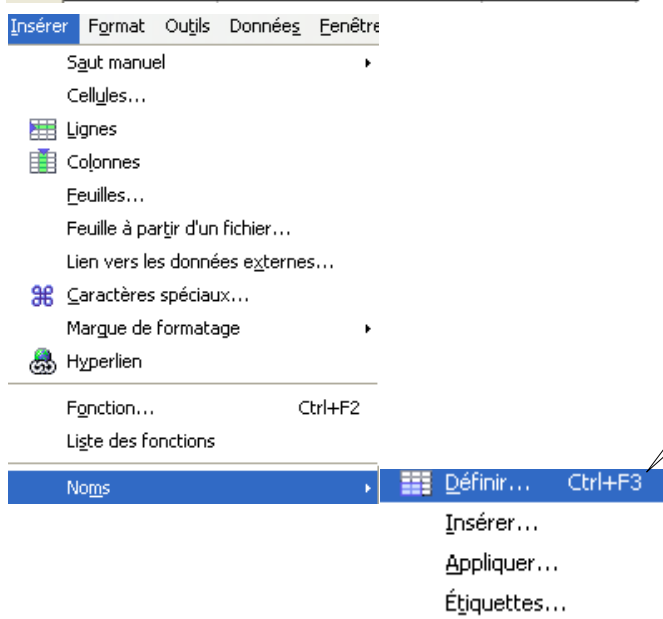 Insérer Format Outils Données Fenêtre
Saut manuel
Cellules...
Lignes
Colonnes
Feuilles...
Feuille à partir d'un fichier...
Lien vers les données externes...
Caractères spéciaux...
Marque de formatage
Hyperlien
Fonction... Ctrl+F2
Liste des fonctions
Noms
Définir... Ctrl+F3
Insérer...
Appliquer...
Étiquettes...